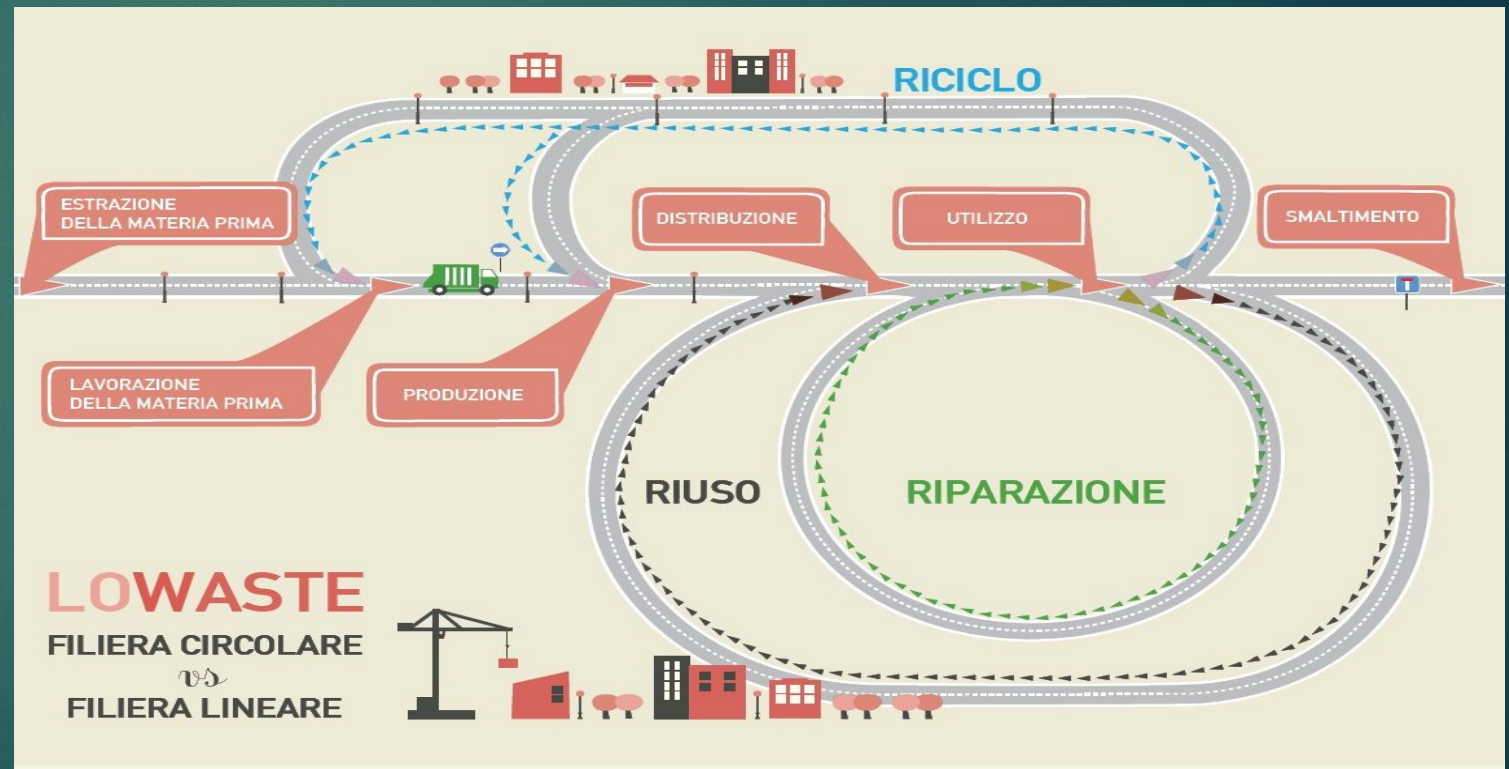 RICICLO
ESTRAZIONE
DELLA MATERIA PRIMA
DISTRIBUZIONE
UTILIZZO
SMALTIMENTO
LAVORAZIONE
DELLA MATERIA PRIMA
PRODUZIONE
RIUSO
RIPARAZIONE
LOWASTE
FILIERA CIRCOLARE
vs
FILIERA LINEARE